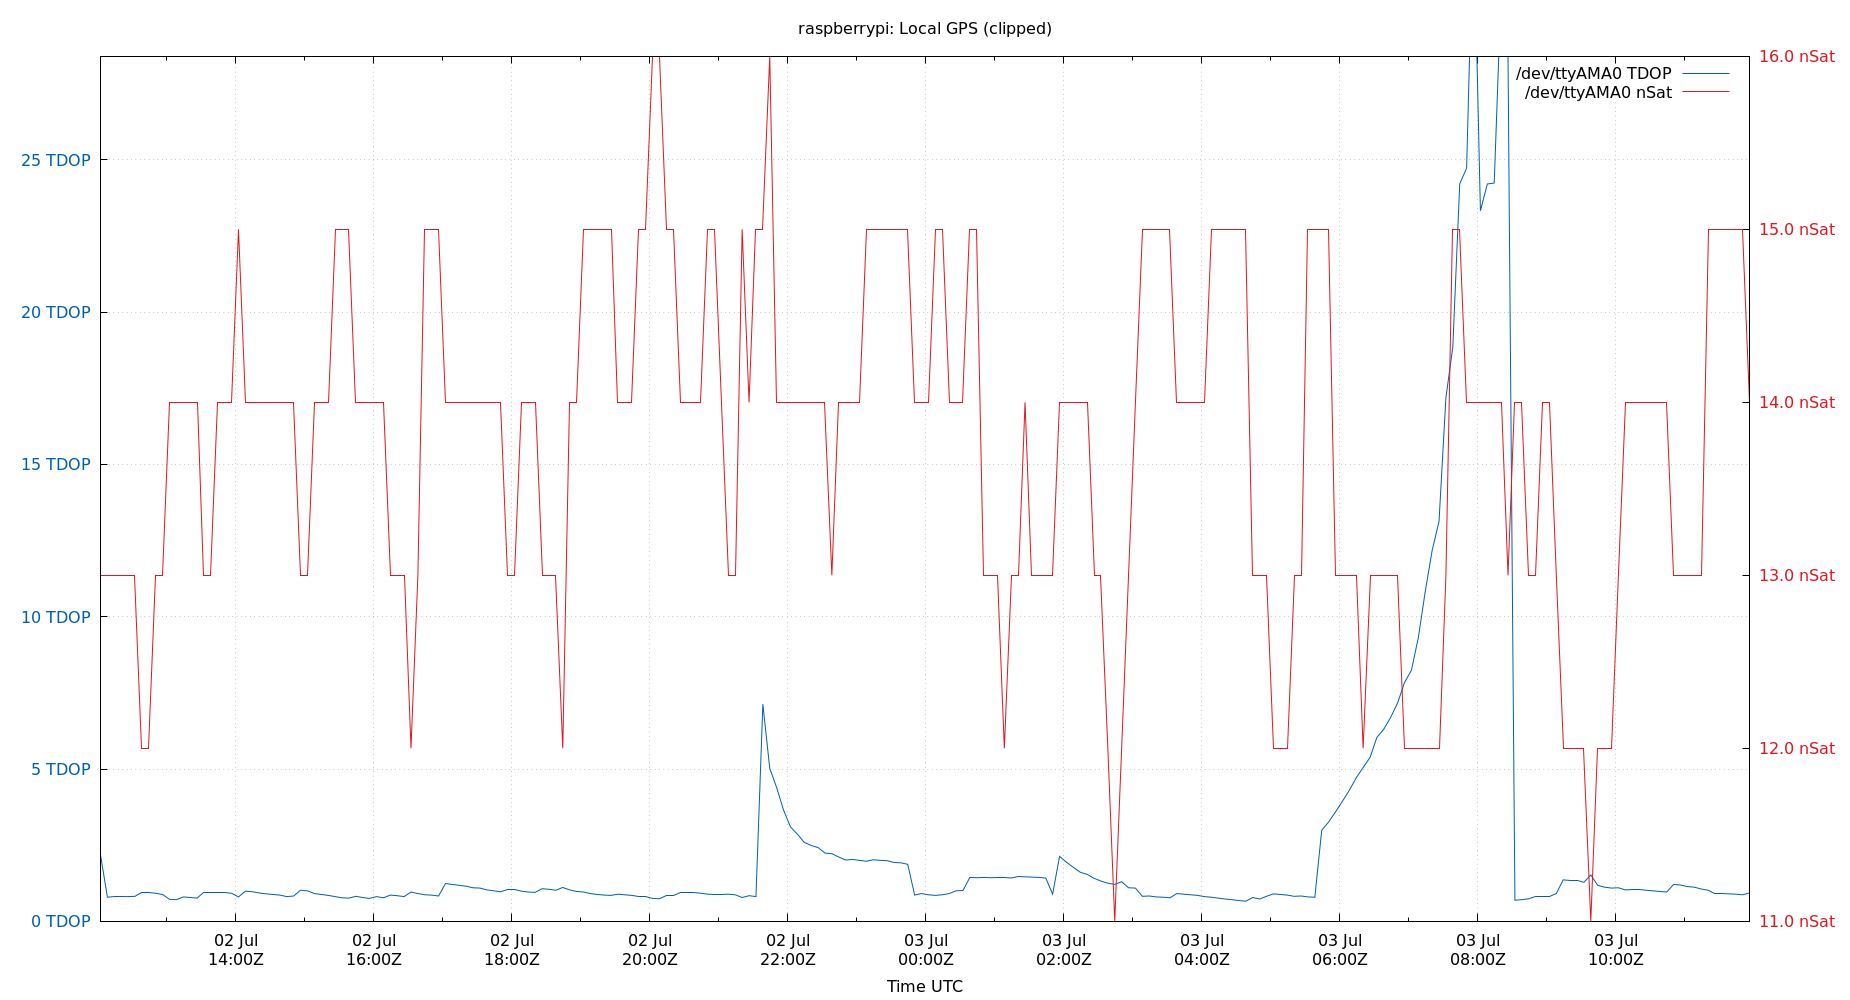 raspberrypi: Local GPS (clipped)
/dev/ttyAMA0 TDOP
/dev/ttyAMA0 nSat
25 TDOP
20 TDOP
15 TDOP
10 TDOP
5 TDOP
0 TDOP
16.0 nSat
15.0 nSat
14.0 nSat
13.0 nSat
12.0 nSat
11.0 nSat
02 Jul
14:00Z
02 Jul
16:00Z
02 Jul
18:00Z
02 Jul
20:00Z
02 Jul
22:00Z
03 Jul
00:00Z
03 Jul
02:00Z
03 Jul
04:00Z
03 Jul
06:00Z
03 Jul
08:00Z
03 Jul
10:00Z
Time UTC